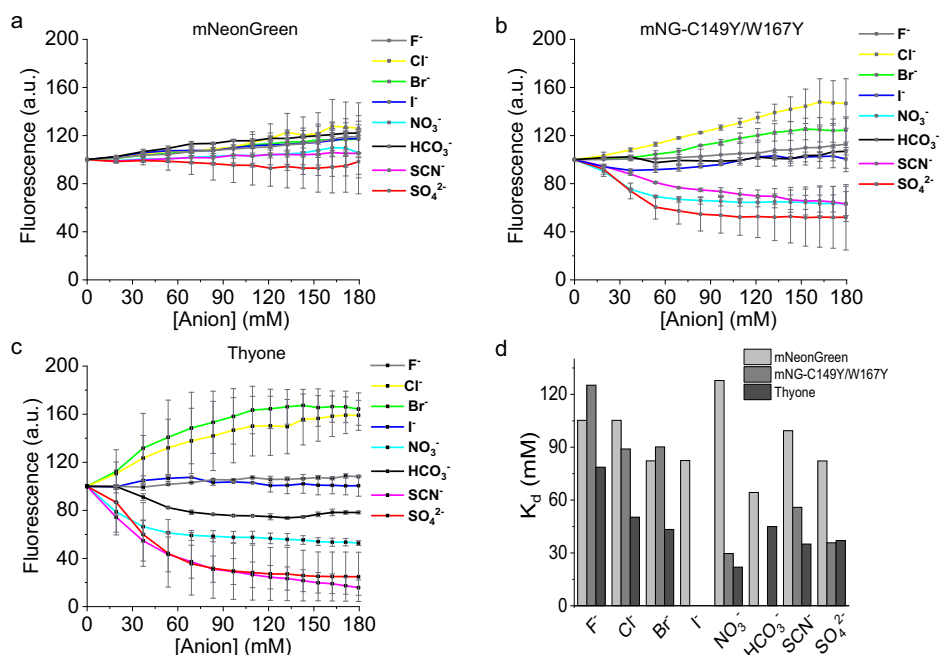 a
mNeonGreen
Fluorescence (a.u.)
200
160
120
80
40
0
0 30 60 90 120 150 180
[Anion] (mM)
F⁻
Cl⁻
Br⁻
I⁻
NO₃⁻
HCO₃⁻
SCN⁻
SO₄²⁻
b
mNG-C149Y/W167Y
Fluorescence (a.u.)
200
160
120
80
40
0
0 30 60 90 120 150 180
[Anion] (mM)
F⁻
Cl⁻
Br⁻
I⁻
NO₃⁻
HCO₃⁻
SCN⁻
SO₄²⁻
c
Thyone
Fluorescence (a.u.)
200
160
120
80
40
0
0 30 60 90 120 150 180
[Anion] (mM)
F⁻
Cl⁻
Br⁻
I⁻
NO₃⁻
HCO₃⁻
SCN⁻
SO₄²⁻
d
mNeonGreen
mNG-C149Y/W167Y
Thyone
K_d (mM)
120
90
60
30
0
F⁻ Cl⁻ Br⁻ I⁻ NO₃⁻ HCO₃⁻ SCN⁻ SO₄²⁻